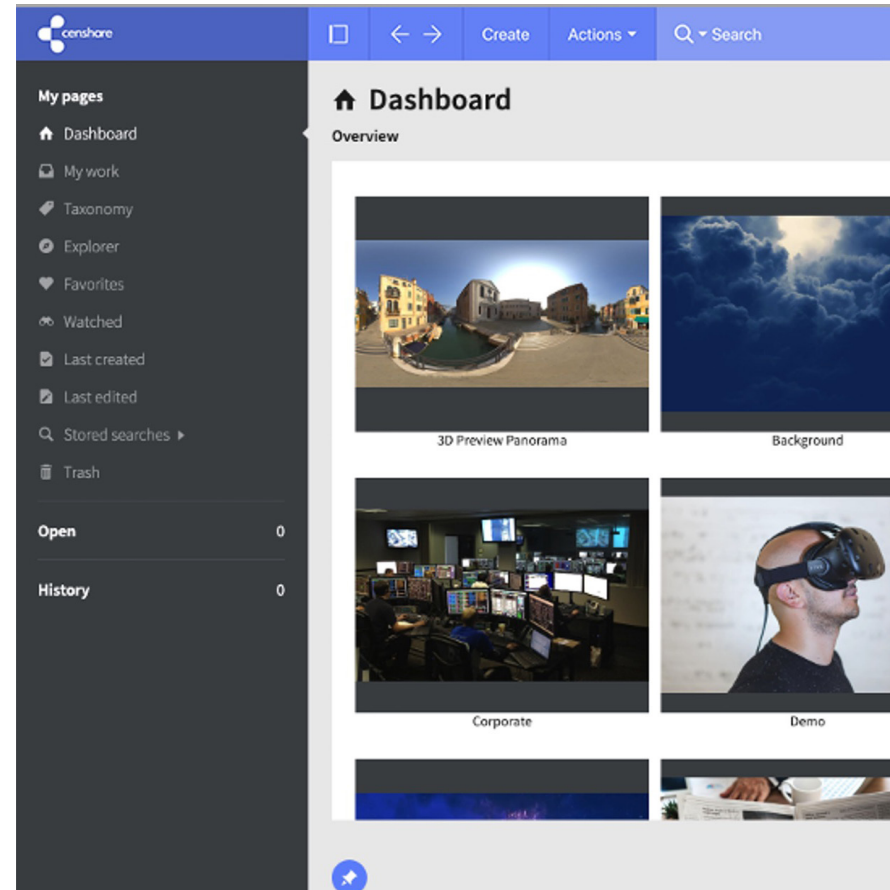 censhare
Create
Actions
Search
My pages
Dashboard
My work
Taxonomy
Explorer
Favorites
Watched
Last created
Last edited
Stored searches
Trash
Open 0
History 0
Dashboard
Overview
3D Preview Panorama
Background
Corporate
Demo